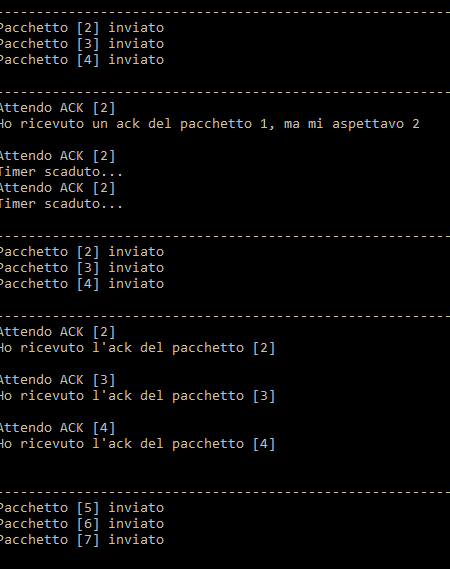 --------------------------------------------------------
Pacchetto [2] inviato
Pacchetto [3] inviato
Pacchetto [4] inviato
--------------------------------------------------------
Attendo ACK [2]
Ho ricevuto un ack del pacchetto 1, ma mi aspettavo 2
Attendo ACK [2]
Timer scaduto...
Attendo ACK [2]
Timer scaduto...
--------------------------------------------------------
Pacchetto [2] inviato
Pacchetto [3] inviato
Pacchetto [4] inviato
--------------------------------------------------------
Attendo ACK [2]
Ho ricevuto l'ack del pacchetto [2]
Attendo ACK [3]
Ho ricevuto l'ack del pacchetto [3]
Attendo ACK [4]
Ho ricevuto l'ack del pacchetto [4]
--------------------------------------------------------
Pacchetto [5] inviato
Pacchetto [6] inviato
Pacchetto [7] inviato